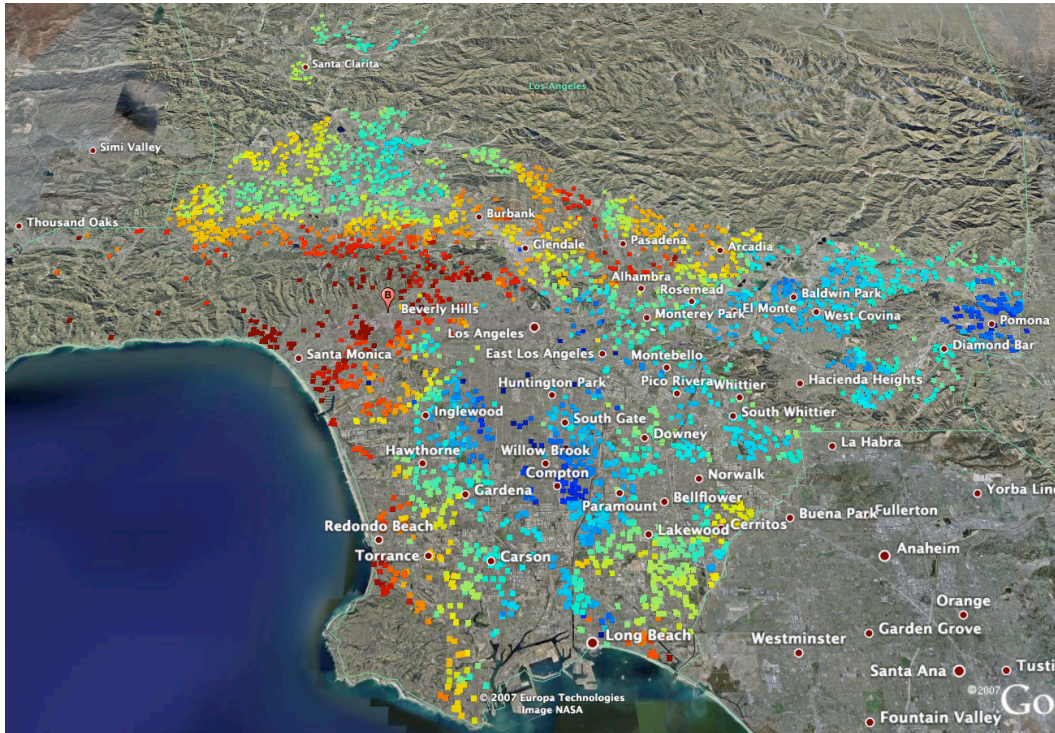 Santa Clarita
Los Angeles
Simi Valley
Thousand Oaks
Burbank
Glendale
Pasadena
Arcadia
Alhambra
Rosemead
B
Beverly Hills
El Monte
Baldwin Park
Monterey Park
West Covina
Pomona
Los Angeles
Diamond Bar
Santa Monica
East Los Angeles
Montebello
Huntington Park
Pico Rivera
Whittier
Hacienda Heights
Inglewood
South Gate
South Whittier
Downey
La Habra
Hawthorne
Willow Brook
Compton
Norwalk
Gardena
Paramount
Bellflower
Yorba Lind
Redondo Beach
Lakewood
Cerritos
Buena Park
Fullerton
Torrance
Carson
Anaheim
Orange
Long Beach
Westminster
Garden Grove
Santa Ana
Tusti
© 2007 Europa Technologies
Image NASA
©2007
Go
Fountain Valley